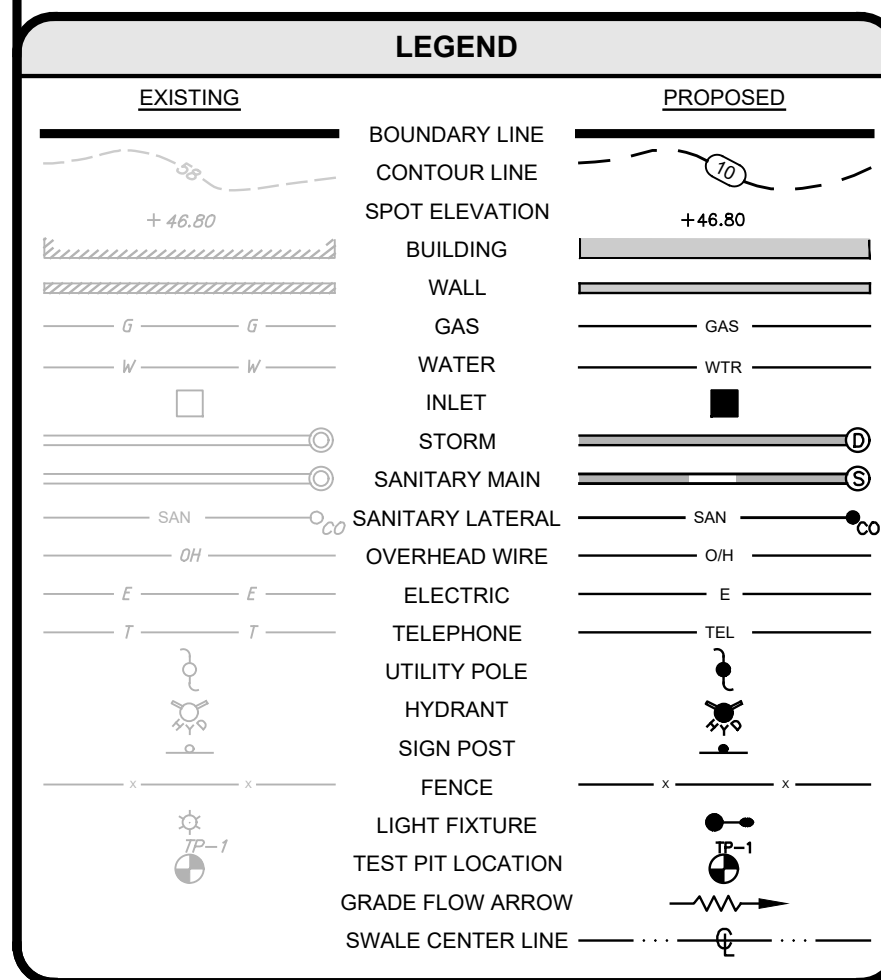 LEGEND
EXISTING PROPOSED
BOUNDARY LINE
58 CONTOUR LINE 10
+ 46.80 SPOT ELEVATION +46.80
BUILDING
WALL
G G GAS GAS
W W WATER WTR
INLET
STORM D
SANITARY MAIN S
SAN CO SANITARY LATERAL SAN CO
OH OVERHEAD WIRE O/H
E E ELECTRIC E
T T TELEPHONE TEL
UTILITY POLE
HYD HYDRANT HYD
SIGN POST
x x FENCE x x
LIGHT FIXTURE
TP-1 TEST PIT LOCATION TP-1
GRADE FLOW ARROW
SWALE CENTER LINE ℄